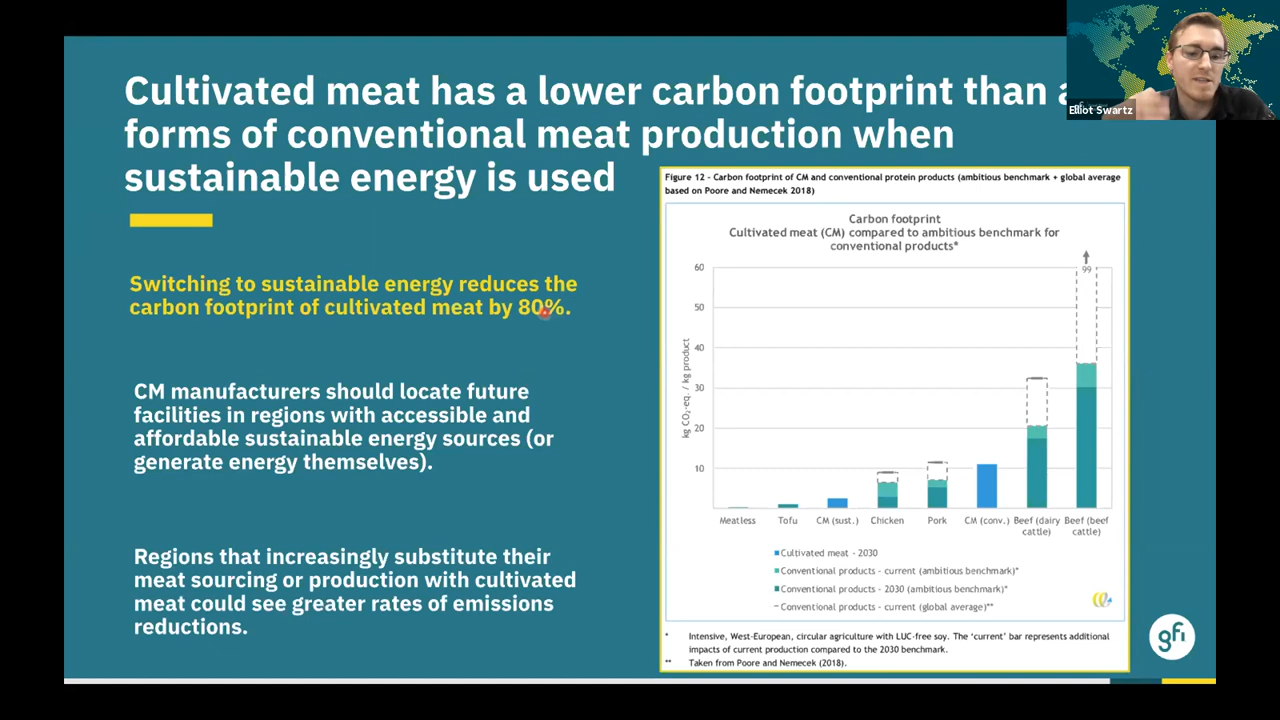 Cultivated meat has a lower carbon footprint than
forms of conventional meat production when
sustainable energy is used
Elliot Swartz
Switching to sustainable energy reduces the
carbon footprint of cultivated meat by 80%.
CM manufacturers should locate future
facilities in regions with accessible and
affordable sustainable energy sources (or
generate energy themselves).
Regions that increasingly substitute their
meat sourcing or production with cultivated
meat could see greater rates of emissions
reductions.
Figure 12 - Carbon footprint of CM and conventional protein products (ambitious benchmark + global average
based on Poore and Nemecek 2018)
Carbon footprint
Cultivated meat (CM) compared to ambitious benchmark for
conventional products*
kg CO₂-eq. / kg product
60
50
40
30
20
10
99
Meatless
Tofu
CM (sust.)
Chicken
Pork
CM (conv.)
Beef (dairy
cattle)
Beef (beef
cattle)
Cultivated meat - 2030
Conventional products - current (ambitious benchmark)*
Conventional products - 2030 (ambitious benchmark)*
Conventional products - current (global average)**
* Intensive, West-European, circular agriculture with LUC-free soy. The 'current' bar represents additional
impacts of current production compared to the 2030 benchmark.
** Taken from Poore and Nemecek (2018).
gfi